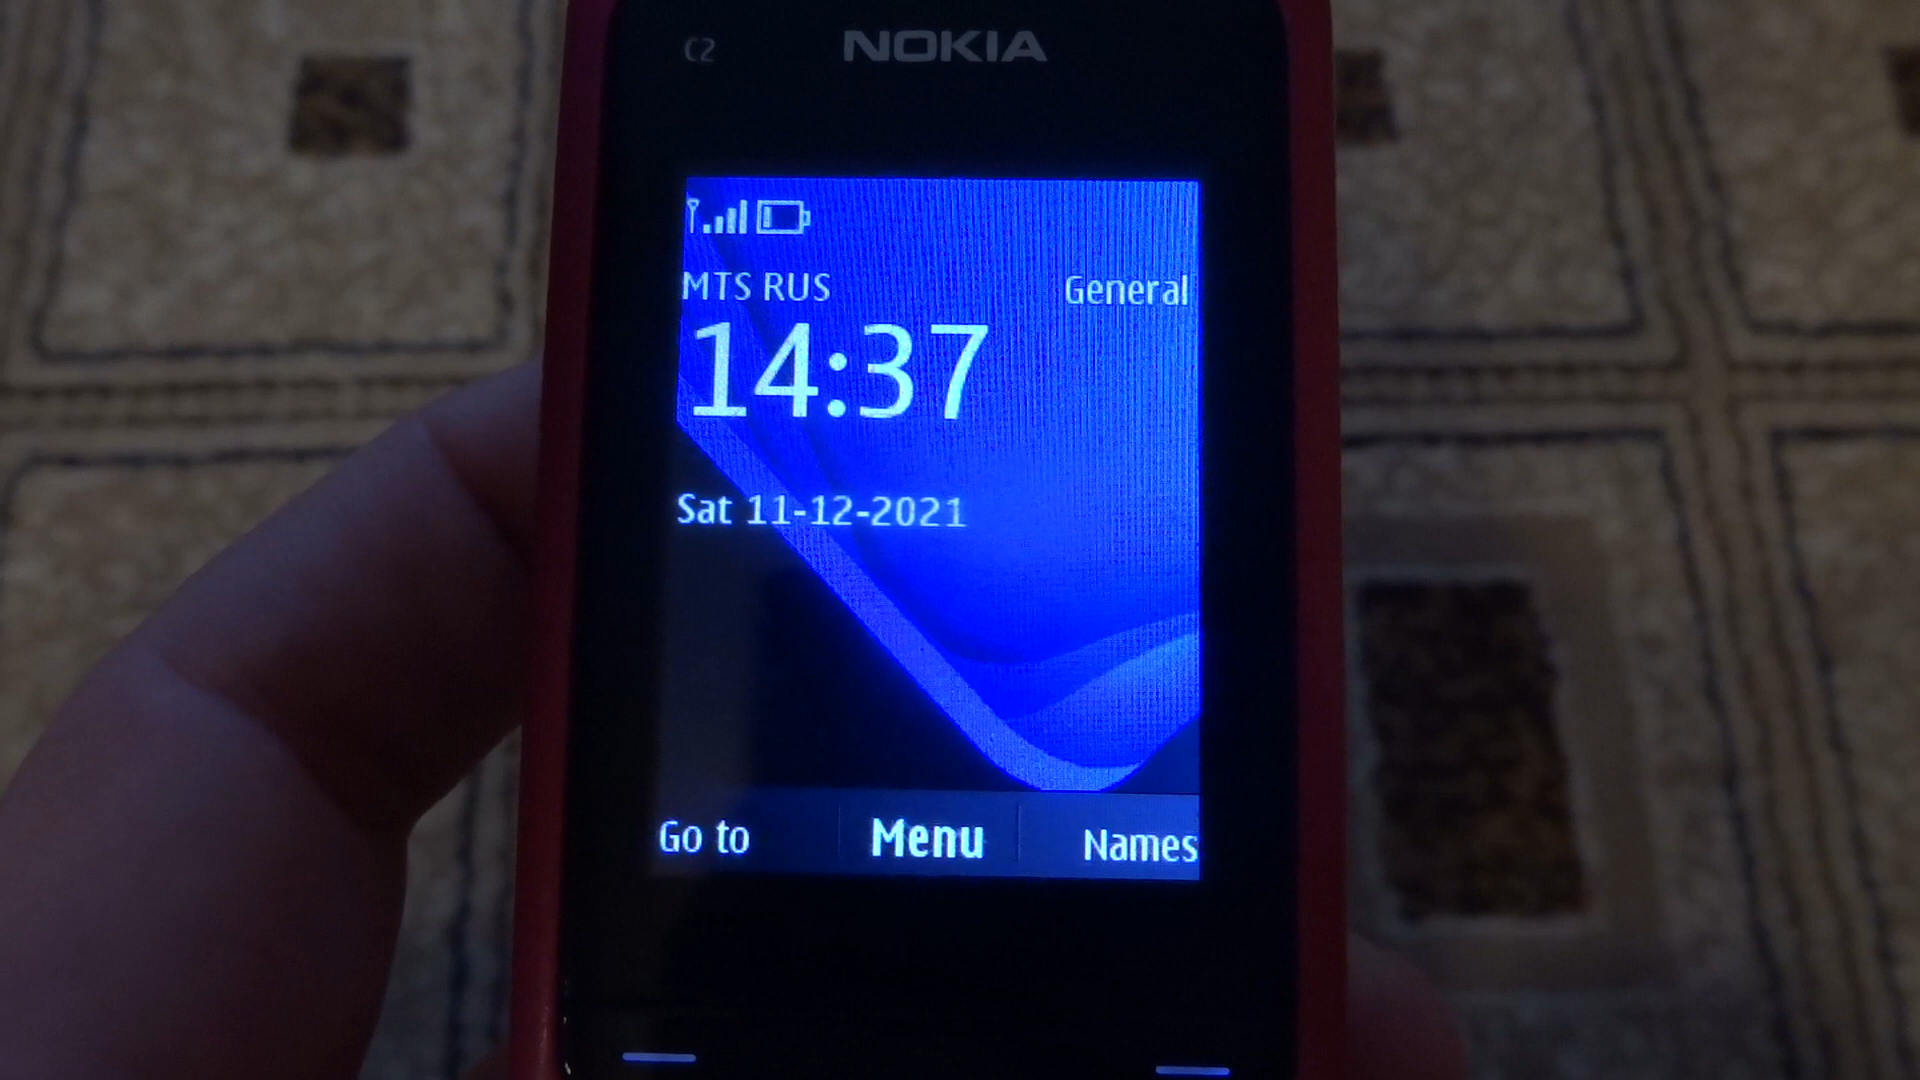 C2 NOKIA
MTS RUS General
14:37
Sat 11-12-2021
Go to Menu Names